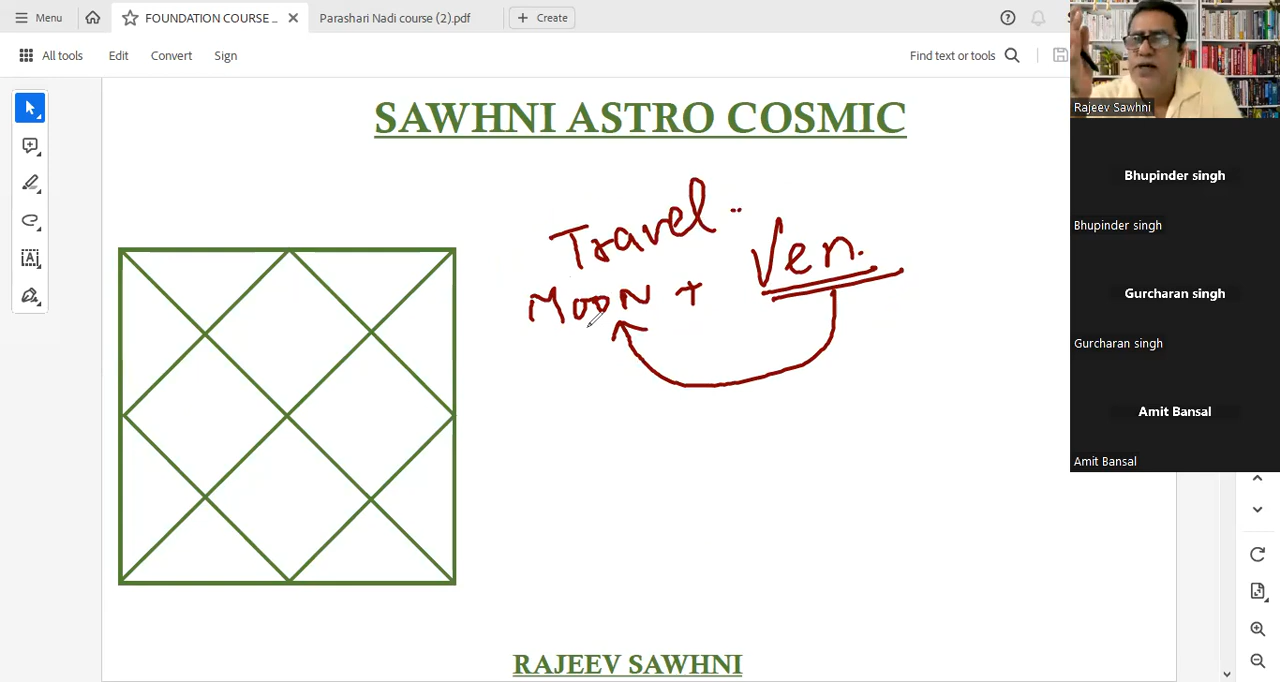 Menu
FOUNDATION COURSE ...
Parashari Nadi course (2).pdf
Create
All tools
Edit
Convert
Sign
Find text or tools
SAWHNI ASTRO COSMIC
Travel ..
Ven.
MOON +
RAJEEV SAWHNI
Rajeev Sawhni
Bhupinder singh
Bhupinder singh
Gurcharan singh
Gurcharan singh
Amit Bansal
Amit Bansal